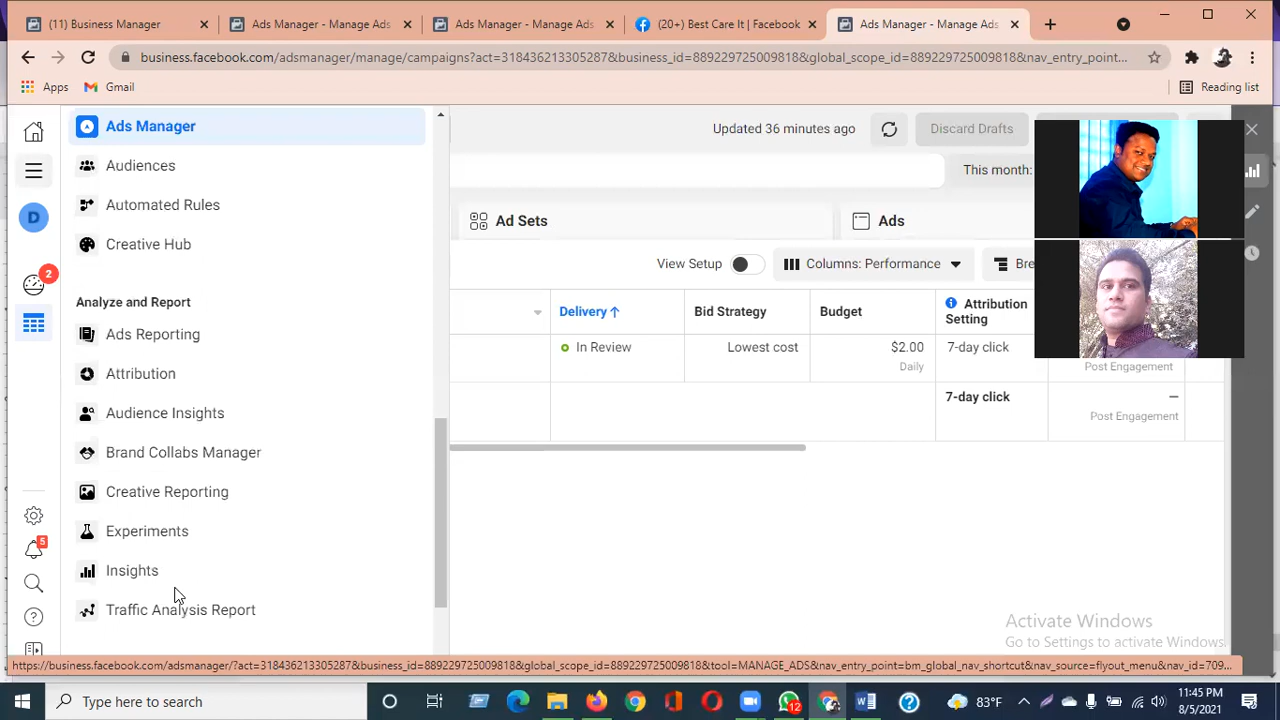 (11) Business Manager
Ads Manager - Manage Ads
Ads Manager - Manage Ads
(20+) Best Care It | Facebook
Ads Manager - Manage Ads
business.facebook.com/adsmanager/manage/campaigns?act=318436213305287&business_id=889229725009818&global_scope_id=889229725009818&nav_entry_point...
Apps
Gmail
Reading list
Ads Manager
Audiences
Automated Rules
Creative Hub
Analyze and Report
Ads Reporting
Attribution
Audience Insights
Brand Collabs Manager
Creative Reporting
Experiments
Insights
Traffic Analysis Report
D
2
5
Updated 36 minutes ago
Discard Drafts
This month:
Ad Sets
Ads
View Setup
Columns: Performance
Bre
Delivery ↑
Bid Strategy
Budget
Attribution
Setting
In Review
Lowest cost
$2.00
Daily
7-day click
Post Engagement
7-day click
—
Post Engagement
Activate Windows
Go to Settings to activate Windows
https://business.facebook.com/adsmanager/?act=318436213305287&business_id=889229725009818&global_scope_id=889229725009818&tool=MANAGE_ADS&nav_entry_point=bm_global_nav_shortcut&nav_source=flyout_menu&nav_id=709...
Type here to search
12
83°F
11:45 PM
8/5/2021